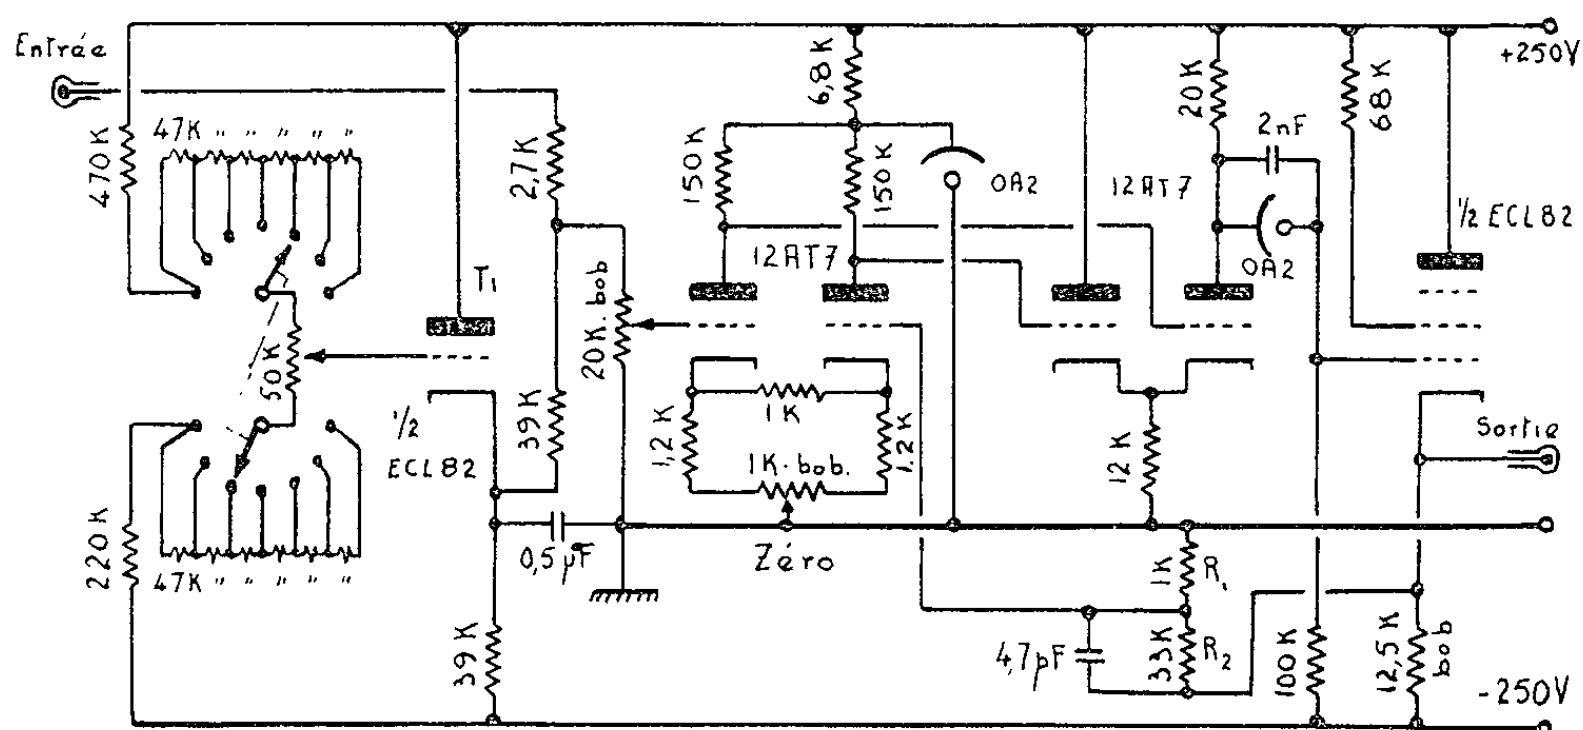 Entrée
+250V
470K
47K " " " " "
2,7K
6,8K
150K
150K
OA2
12AT7
20K
2nF
68K
12AT7
OA2
½ ECL82
T₁
50K
20K.bob
½
ECL82
39K
1K
1,2K
1K.bob.
1,2K
12K
Sortie
220K
47K " " " " "
0,5µF
Zéro
39K
1K
R₁
4,7pF
33K
R₂
100K
12,5K
bob
-250V